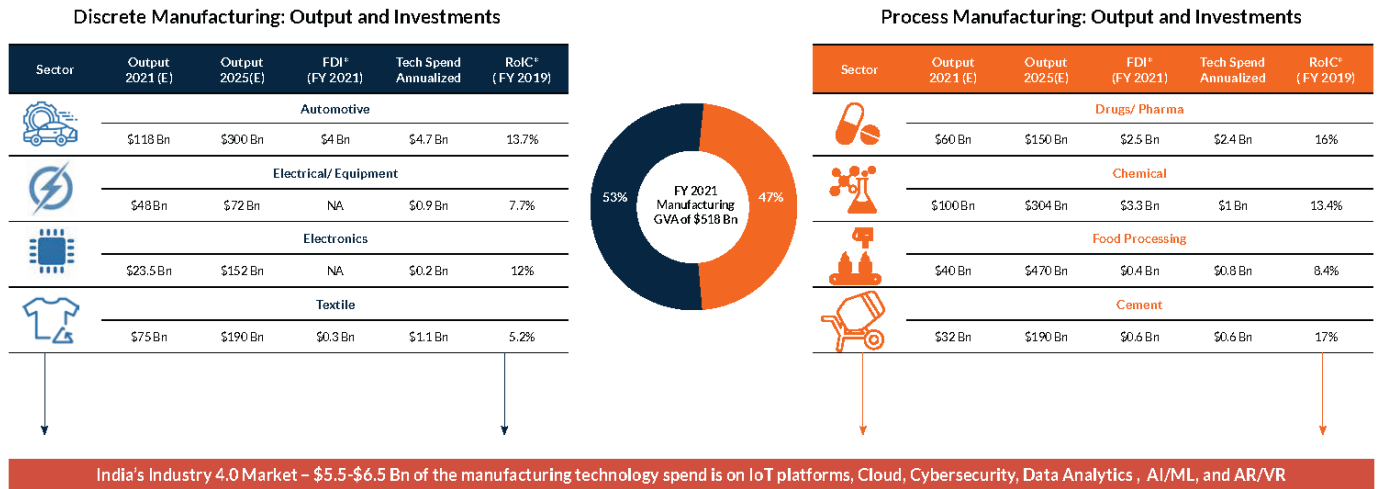 Discrete Manufacturing: Output and Investments
Sector Output 2021 (E) Output 2025(E) FDI* (FY 2021) Tech Spend Annualized RoIC* ( FY 2019)
Automotive
$118 Bn $300 Bn $4 Bn $4.7 Bn 13.7%
Electrical/ Equipment
$48 Bn $72 Bn NA $0.9 Bn 7.7%
Electronics
$23.5 Bn $152 Bn NA $0.2 Bn 12%
Textile
$75 Bn $190 Bn $0.3 Bn $1.1 Bn 5.2%
53%
FY 2021
Manufacturing
GVA of $518 Bn
47%
Process Manufacturing: Output and Investments
Sector Output 2021 (E) Output 2025(E) FDI* (FY 2021) Tech Spend Annualized RoIC* ( FY 2019)
Drugs/ Pharma
$60 Bn $150 Bn $2.5 Bn $2.4 Bn 16%
Chemical
$100 Bn $304 Bn $3.3 Bn $1 Bn 13.4%
Food Processing
$40 Bn $470 Bn $0.4 Bn $0.8 Bn 8.4%
Cement
$32 Bn $190 Bn $0.6 Bn $0.6 Bn 17%
India's Industry 4.0 Market – $5.5-$6.5 Bn of the manufacturing technology spend is on IoT platforms, Cloud, Cybersecurity, Data Analytics , AI/ML, and AR/VR